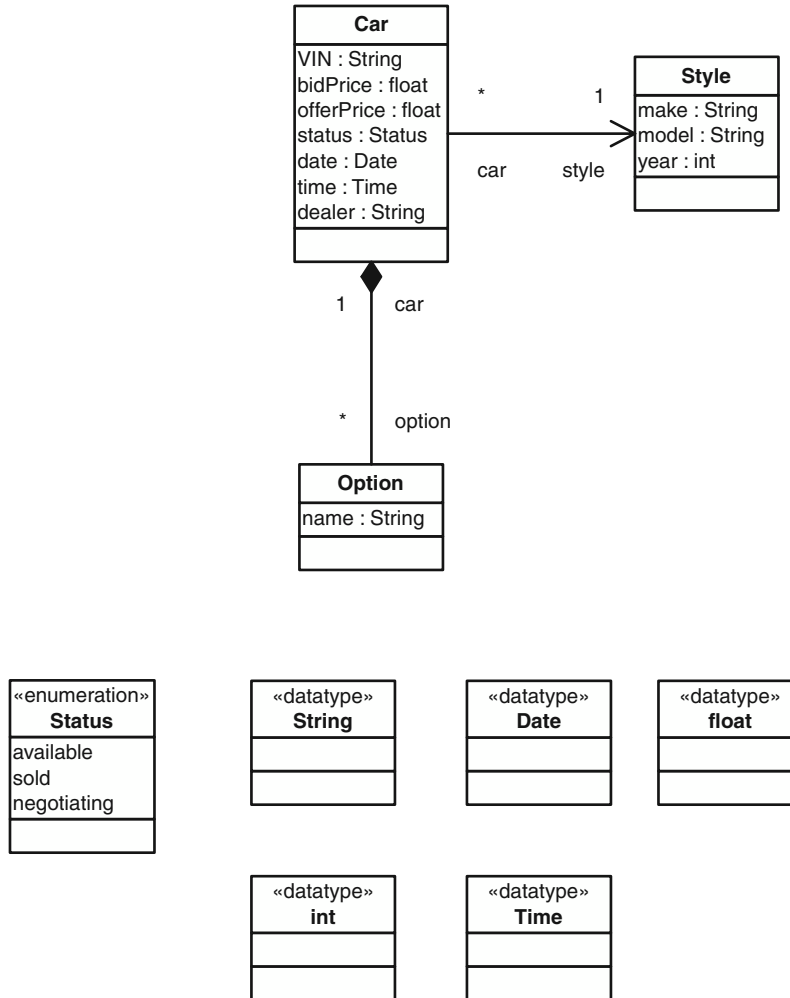 Car
VIN : String
bidPrice : float
offerPrice : float
status : Status
date : Date
time : Time
dealer : String
* 1
car style
Style
make : String
model : String
year : int
1 car
* option
Option
name : String
«enumeration»
Status
available
sold
negotiating
«datatype»
String
«datatype»
Date
«datatype»
float
«datatype»
int
«datatype»
Time